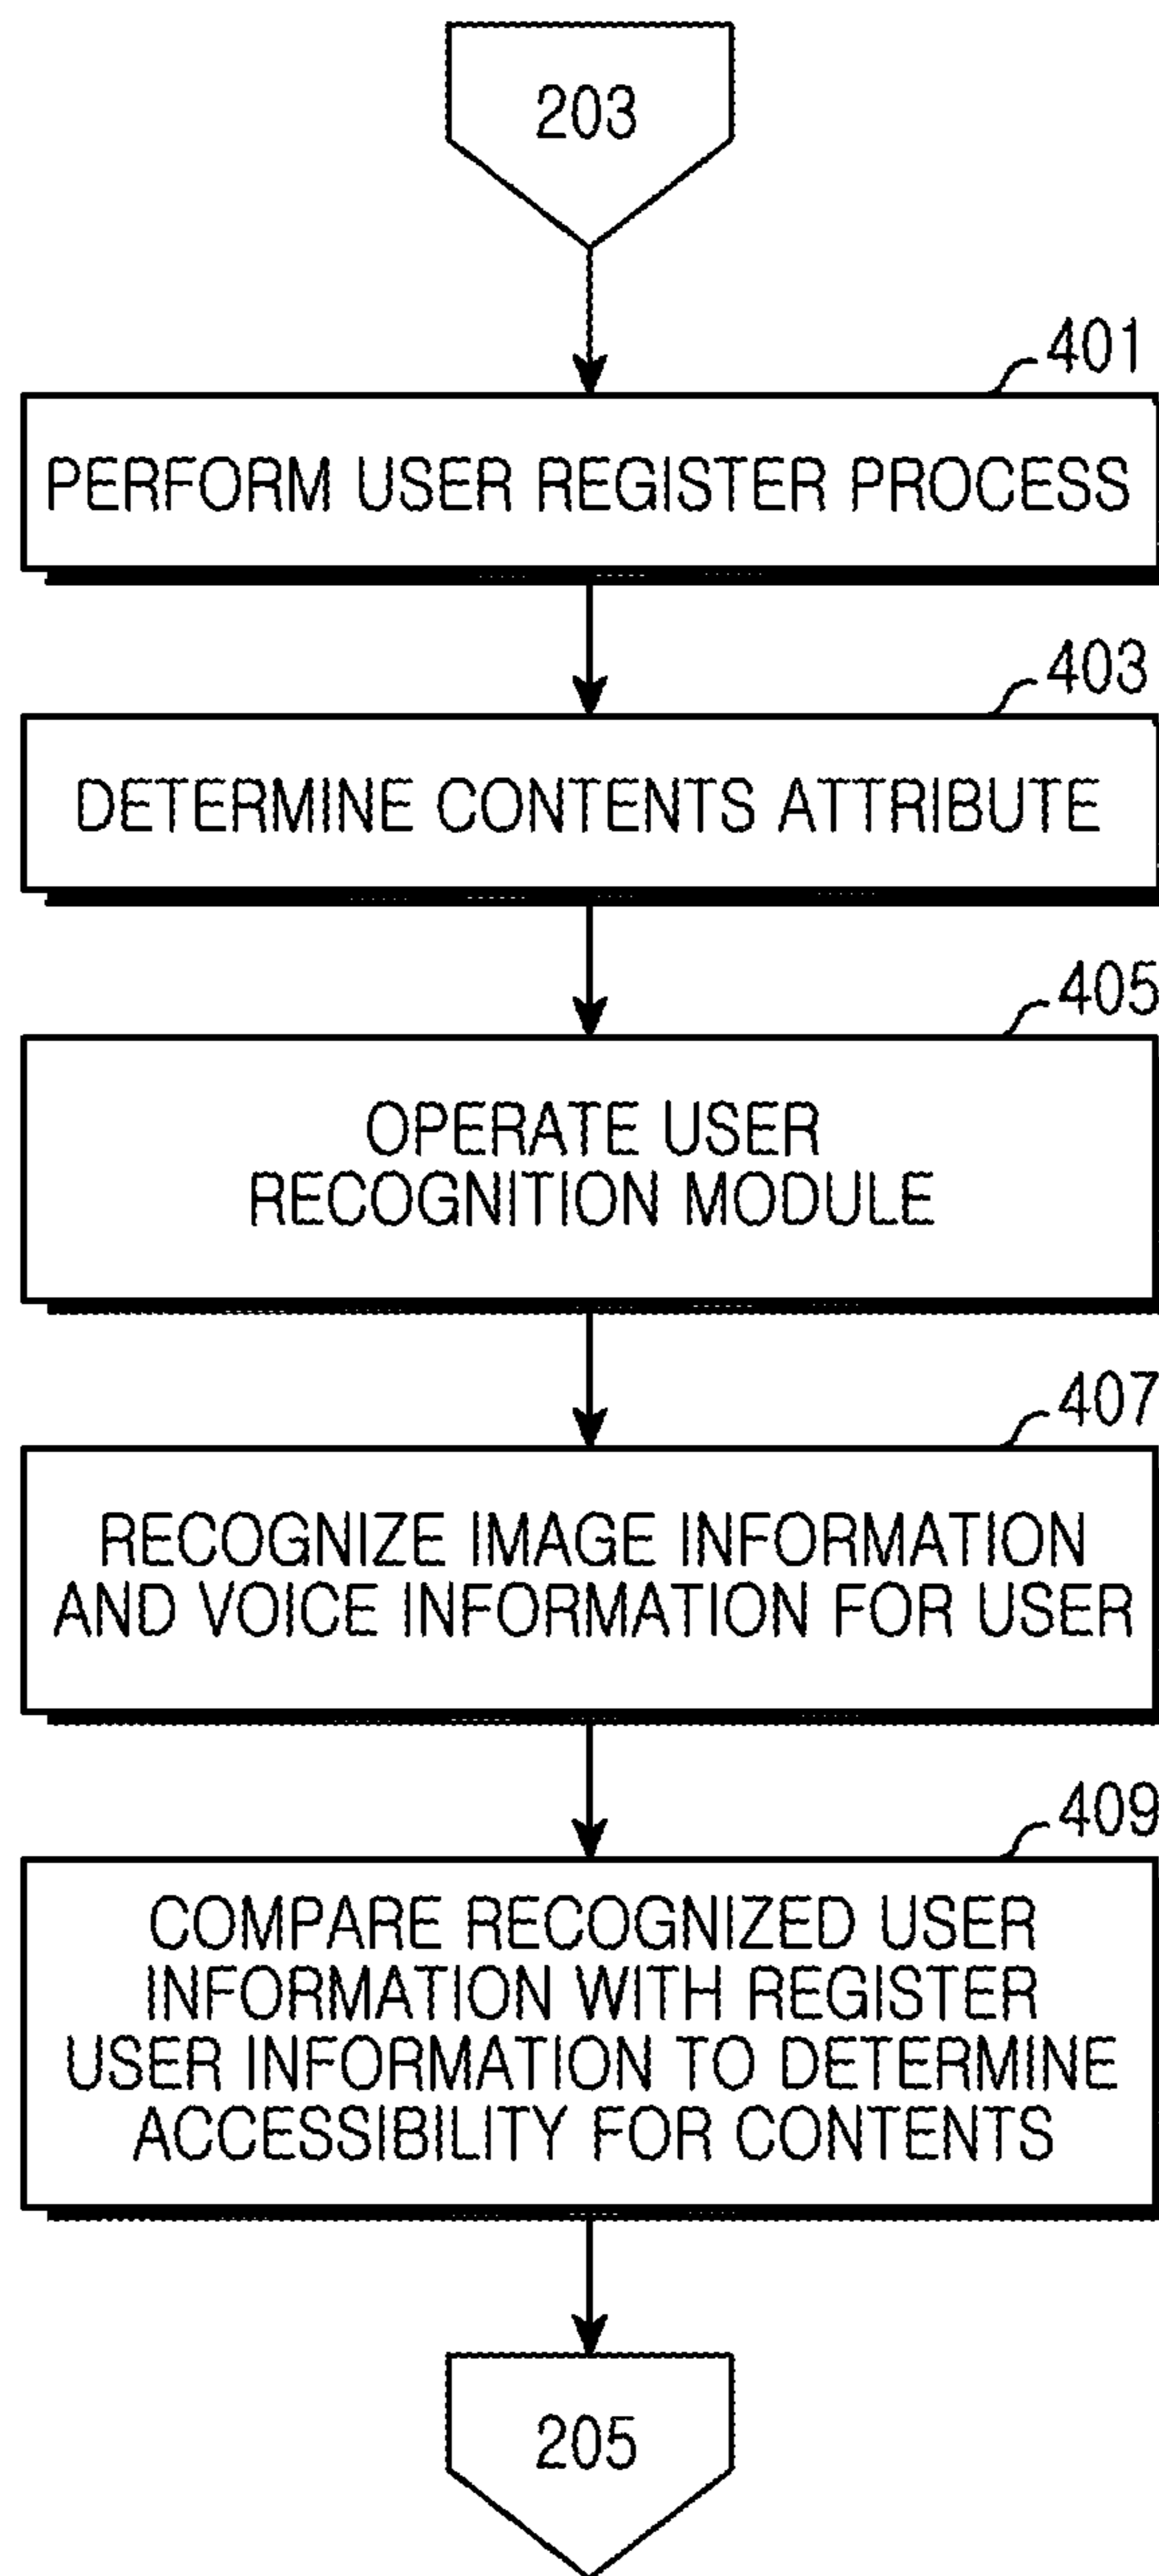 203
401
PERFORM USER REGISTER PROCESS
403
DETERMINE CONTENTS ATTRIBUTE
405
OPERATE USER
RECOGNITION MODULE
407
RECOGNIZE IMAGE INFORMATION
AND VOICE INFORMATION FOR USER
409
COMPARE RECOGNIZED USER
INFORMATION WITH REGISTER
USER INFORMATION TO DETERMINE
ACCESSIBILITY FOR CONTENTS
205